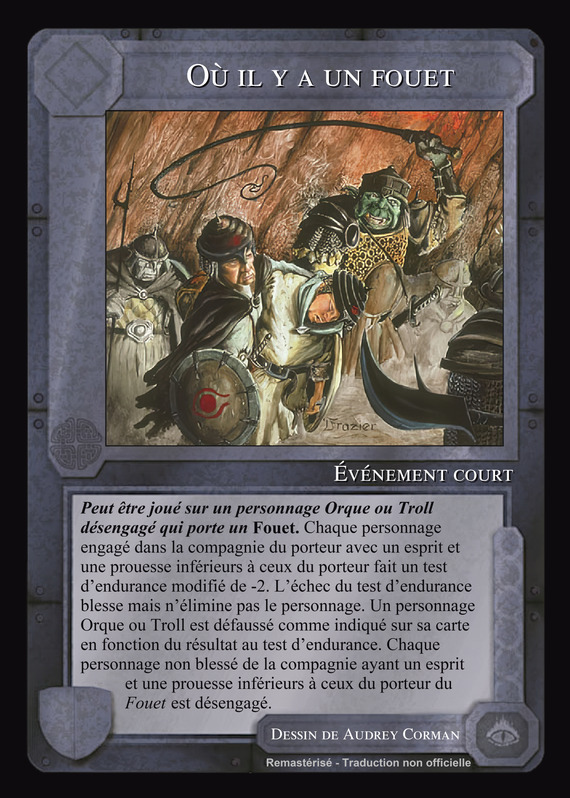 Où il y a un fouet
Frazier
Événement court
Peut être joué sur un personnage Orque ou Troll
désengagé qui porte un Fouet. Chaque personnage
engagé dans la compagnie du porteur avec un esprit et
une prouesse inférieurs à ceux du porteur fait un test
d'endurance modifié de -2. L'échec du test d'endurance
blesse mais n'élimine pas le personnage. Un personnage
Orque ou Troll est défaussé comme indiqué sur sa carte
en fonction du résultat au test d'endurance. Chaque
personnage non blessé de la compagnie ayant un esprit
et une prouesse inférieurs à ceux du porteur du
Fouet est désengagé.
Dessin de Audrey Corman
Remastérisé - Traduction non officielle